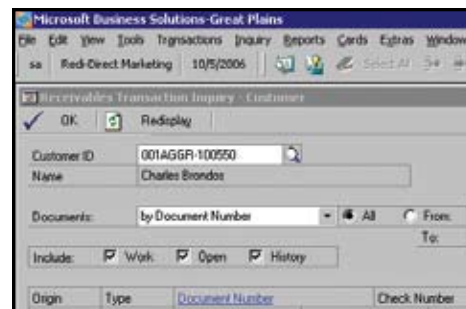 Microsoft Business Solutions-Great Plains
File Edit View Tools Transactions Inquiry Reports Cards Extras Window
sa Redi-Direct Marketing 10/5/2006 Select All
Receivables Transaction Inquiry - Customer
OK Redisplay
Customer ID 001AGGR-100550
Name Charles Brondos
Documents: by Document Number All From:
To:
Include: Work Open History
Origin Type Document Number Check Number